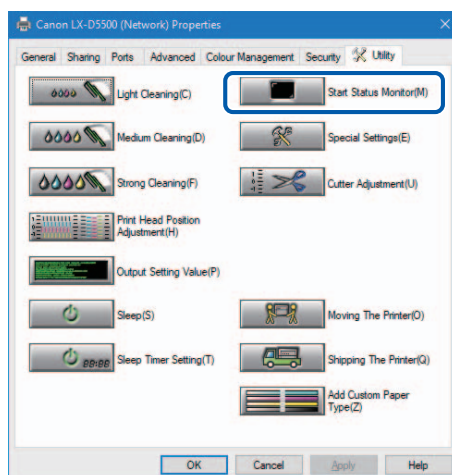 Canon LX-D5500 (Network) Properties
General Sharing Ports Advanced Colour Management Security Utility
Light Cleaning(C) Start Status Monitor(M)
Medium Cleaning(D) Special Settings(E)
Strong Cleaning(F) Cutter Adjustment(U)
Print Head Position
Adjustment(H)
Output Setting Value(P)
Sleep(S) Moving The Printer(O)
88:88 Sleep Timer Setting(T) Shipping The Printer(Q)
Add Custom Paper
Type(Z)
OK Cancel Apply Help